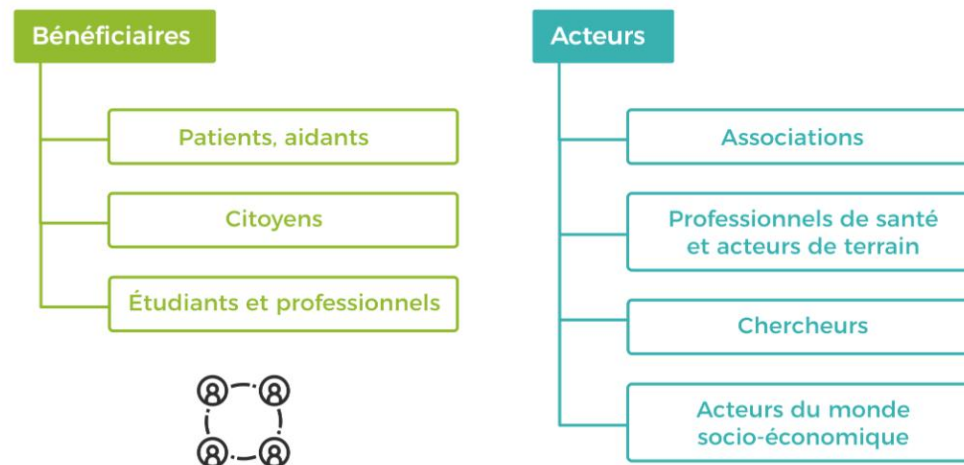 Bénéficiaires
Patients, aidants
Citoyens
Étudiants et professionnels
Acteurs
Associations
Professionnels de santé
et acteurs de terrain
Chercheurs
Acteurs du monde
socio-économique